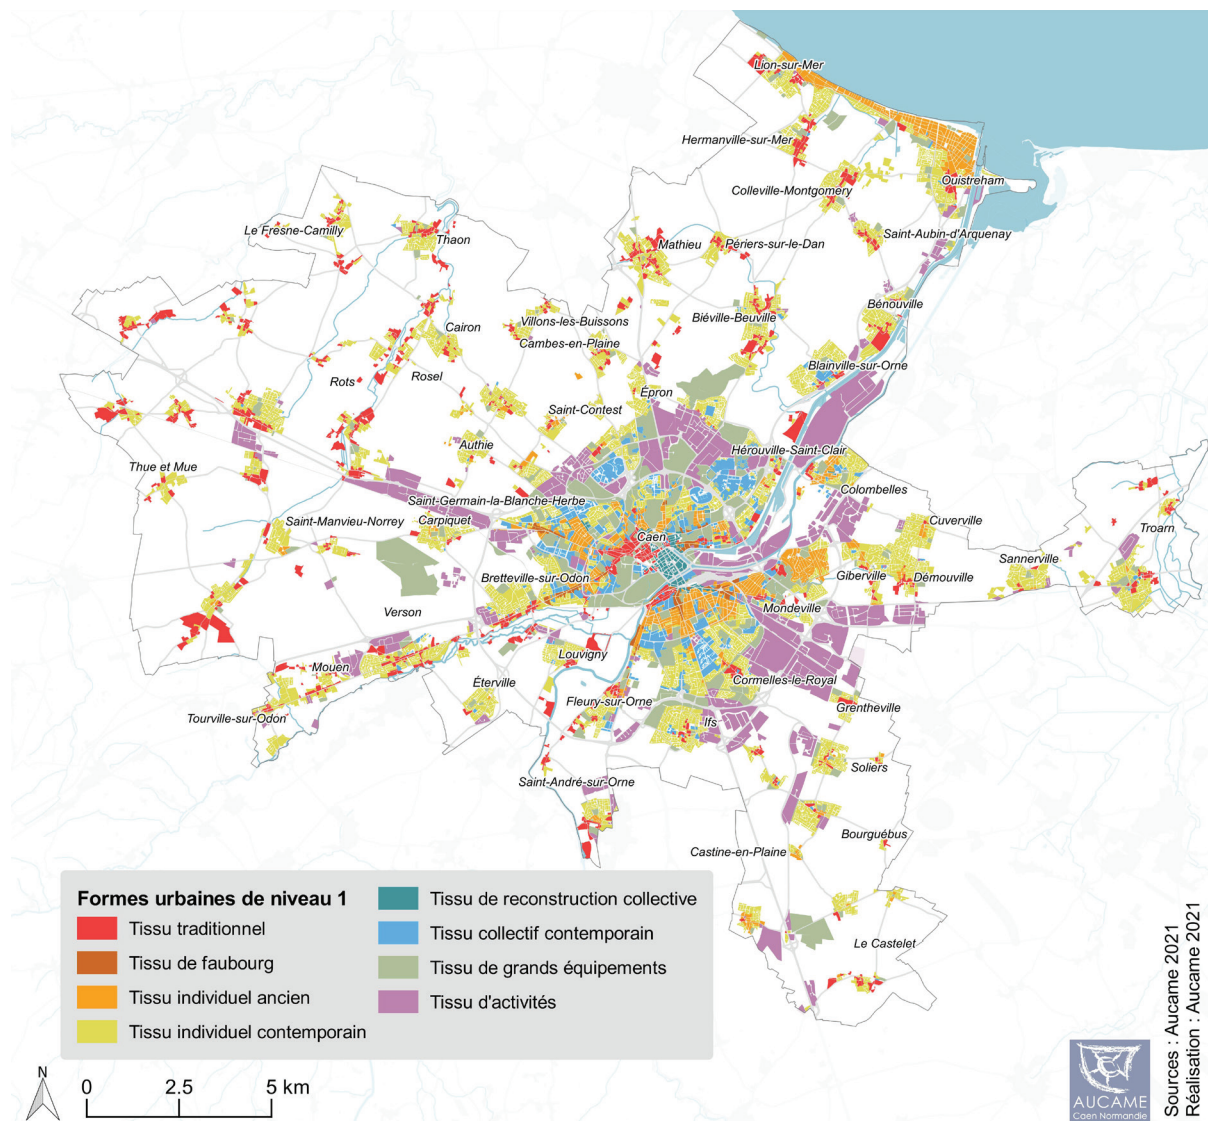 Lion-sur-Mer
Hermanville-sur-Mer
Colleville-Montgomery
Ouistreham
Le Fresne-Camilly
Thaon
Mathieu
Périers-sur-le-Dan
Saint-Aubin-d'Arquenay
Bénouville
Villons-les-Buissons
Biéville-Beuville
Cairon
Cambes-en-Plaine
Blainville-sur-Orne
Rots
Rosel
Épron
Saint-Contest
Authie
Hérouville-Saint-Clair
Thue et Mue
Colombelles
Saint-Germain-la-Blanche-Herbe
Saint-Manvieu-Norrey
Carpiquet
Cuverville
Troarn
Caen
Sannerville
Bretteville-sur-Odon
Giberville
Démouville
Verson
Mondeville
Louvigny
Mouen
Éterville
Cormelles-le-Royal
Fleury-sur-Orne
Grentheville
Tourville-sur-Odon
Ifs
Soliers
Saint-André-sur-Orne
Bourguébus
Castine-en-Plaine
Le Castelet
Formes urbaines de niveau 1
Tissu traditionnel
Tissu de faubourg
Tissu individuel ancien
Tissu individuel contemporain
Tissu de reconstruction collective
Tissu collectif contemporain
Tissu de grands équipements
Tissu d'activités
N
0 2.5 5 km
AUCAME
Caen Normandie
Sources : Aucame 2021
Réalisation : Aucame 2021